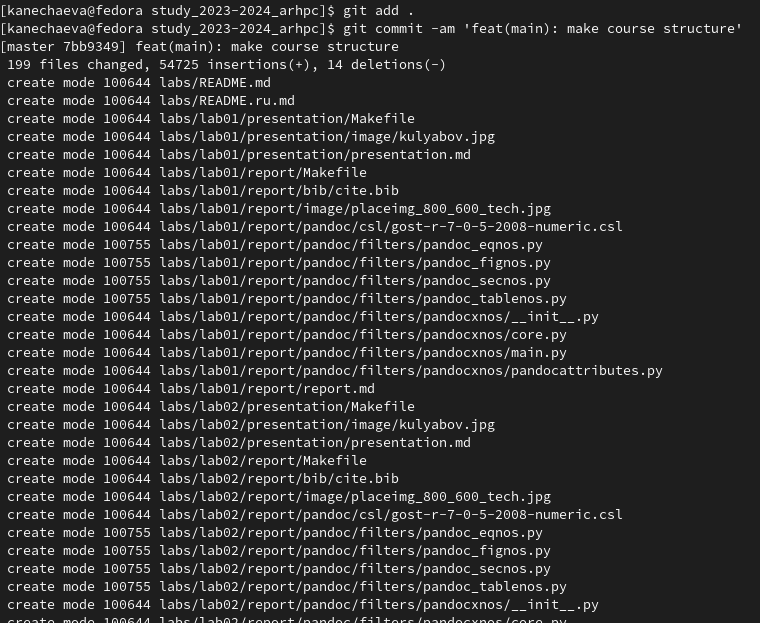 [kanechaeva@fedora study_2023-2024_arhpc]$ git add .
[kanechaeva@fedora study_2023-2024_arhpc]$ git commit -am 'feat(main): make course structure'
[master 7bb9349] feat(main): make course structure
 199 files changed, 54725 insertions(+), 14 deletions(-)
 create mode 100644 labs/README.md
 create mode 100644 labs/README.ru.md
 create mode 100644 labs/lab01/presentation/Makefile
 create mode 100644 labs/lab01/presentation/image/kulyabov.jpg
 create mode 100644 labs/lab01/presentation/presentation.md
 create mode 100644 labs/lab01/report/Makefile
 create mode 100644 labs/lab01/report/bib/cite.bib
 create mode 100644 labs/lab01/report/image/placeimg_800_600_tech.jpg
 create mode 100644 labs/lab01/report/pandoc/csl/gost-r-7-0-5-2008-numeric.csl
 create mode 100755 labs/lab01/report/pandoc/filters/pandoc_eqnos.py
 create mode 100755 labs/lab01/report/pandoc/filters/pandoc_fignos.py
 create mode 100755 labs/lab01/report/pandoc/filters/pandoc_secnos.py
 create mode 100755 labs/lab01/report/pandoc/filters/pandoc_tablenos.py
 create mode 100644 labs/lab01/report/pandoc/filters/pandocxnos/__init__.py
 create mode 100644 labs/lab01/report/pandoc/filters/pandocxnos/core.py
 create mode 100644 labs/lab01/report/pandoc/filters/pandocxnos/main.py
 create mode 100644 labs/lab01/report/pandoc/filters/pandocxnos/pandocattributes.py
 create mode 100644 labs/lab01/report/report.md
 create mode 100644 labs/lab02/presentation/Makefile
 create mode 100644 labs/lab02/presentation/image/kulyabov.jpg
 create mode 100644 labs/lab02/presentation/presentation.md
 create mode 100644 labs/lab02/report/Makefile
 create mode 100644 labs/lab02/report/bib/cite.bib
 create mode 100644 labs/lab02/report/image/placeimg_800_600_tech.jpg
 create mode 100644 labs/lab02/report/pandoc/csl/gost-r-7-0-5-2008-numeric.csl
 create mode 100755 labs/lab02/report/pandoc/filters/pandoc_eqnos.py
 create mode 100755 labs/lab02/report/pandoc/filters/pandoc_fignos.py
 create mode 100755 labs/lab02/report/pandoc/filters/pandoc_secnos.py
 create mode 100755 labs/lab02/report/pandoc/filters/pandoc_tablenos.py
 create mode 100644 labs/lab02/report/pandoc/filters/pandocxnos/__init__.py
 create mode 100644 labs/lab02/report/pandoc/filters/pandocxnos/core.py